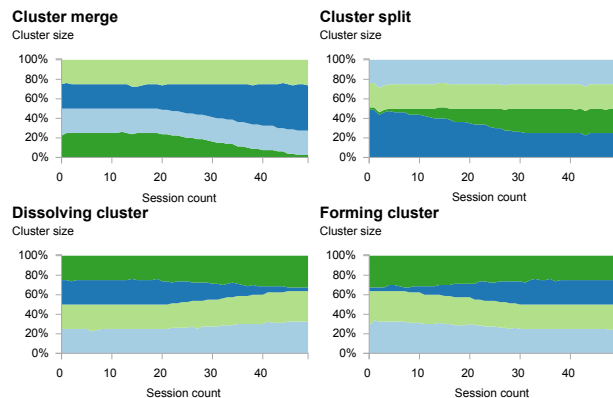 Cluster merge
Cluster size
100%
80%
60%
40%
20%
0%
0 10 20 30 40
Session count
Cluster split
Cluster size
100%
80%
60%
40%
20%
0%
0 10 20 30 40
Session count
Dissolving cluster
Cluster size
100%
80%
60%
40%
20%
0%
0 10 20 30 40
Session count
Forming cluster
Cluster size
100%
80%
60%
40%
20%
0%
0 10 20 30 40
Session count